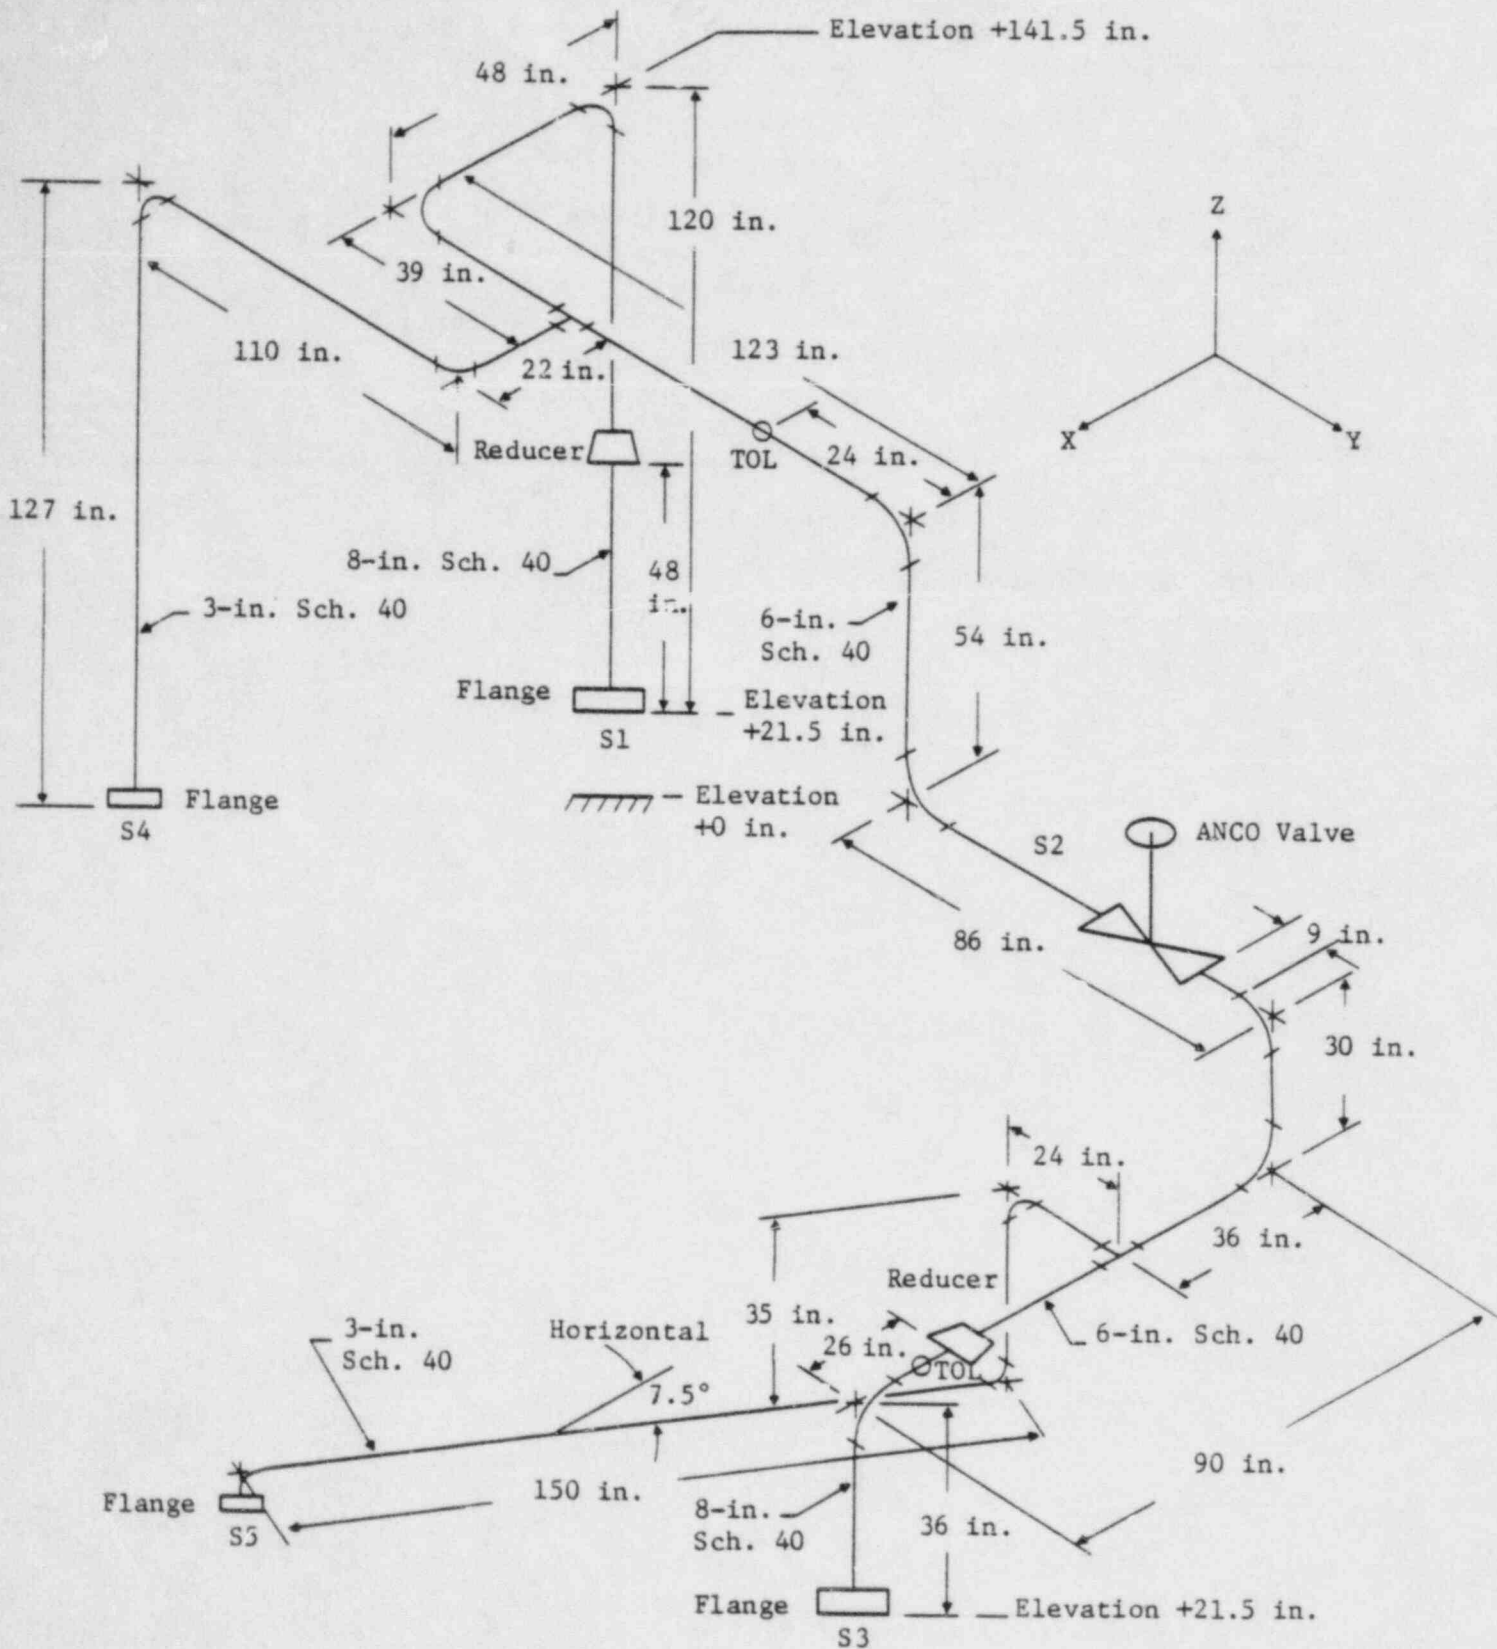 Elevation +141.5 in.
48 in.
120 in.
Z
X
Y
39 in.
110 in.
22 in.
123 in.
Reducer
TOL
24 in.
127 in.
8-in. Sch. 40
48
in.
3-in. Sch. 40
6-in.
Sch. 40
54 in.
Flange
S1
Elevation
+21.5 in.
Flange
S4
Elevation
+0 in.
S2
ANCO Valve
86 in.
9 in.
30 in.
24 in.
36 in.
Reducer
35 in.
3-in.
Sch. 40
Horizontal
26 in.
TOL
6-in. Sch. 40
7.5°
90 in.
150 in.
Flange
S5
8-in.
Sch. 40
36 in.
Flange
S3
Elevation +21.5 in.